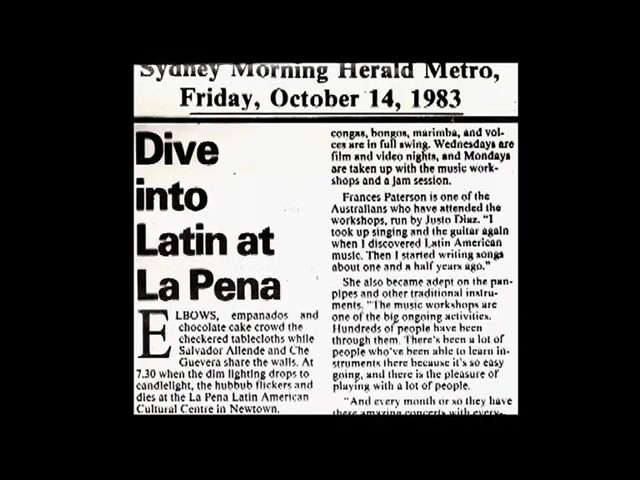 Sydney Morning Herald Metro,
Friday, October 14, 1983
Dive
into
Latin at
La Pena
ELBOWS, empanados and
chocolate cake crowd the
checkered tablecloths while
Salvador Allende and Che
Guevera share the walls. At
7.30 when the dim lighting drops to
candlelight, the hubbub flickers and
dies at the La Pena Latin American
Cultural Centre in Newtown.
congas, bongos, marimba, and voi-
ces are in full swing. Wednesdays are
film and video nights, and Mondays
are taken up with the music work-
shops and a jam session.
Frances Paterson is one of the
Australians who have attended the
workshops, run by Justo Diaz. "I
took up singing and the guitar again
when I discovered Latin American
music. Then I started writing songs
about one and a half years ago."
She also became adept on the pan-
pipes and other traditional instru-
ments. "The music workshops are
one of the big ongoing activities.
Hundreds of people have been
through them. There's been a lot of
people who've been able to learn in-
struments there because it's so easy
going, and there is the pleasure of
playing with a lot of people.
"And every month or so they have
these amazing concerts with every-